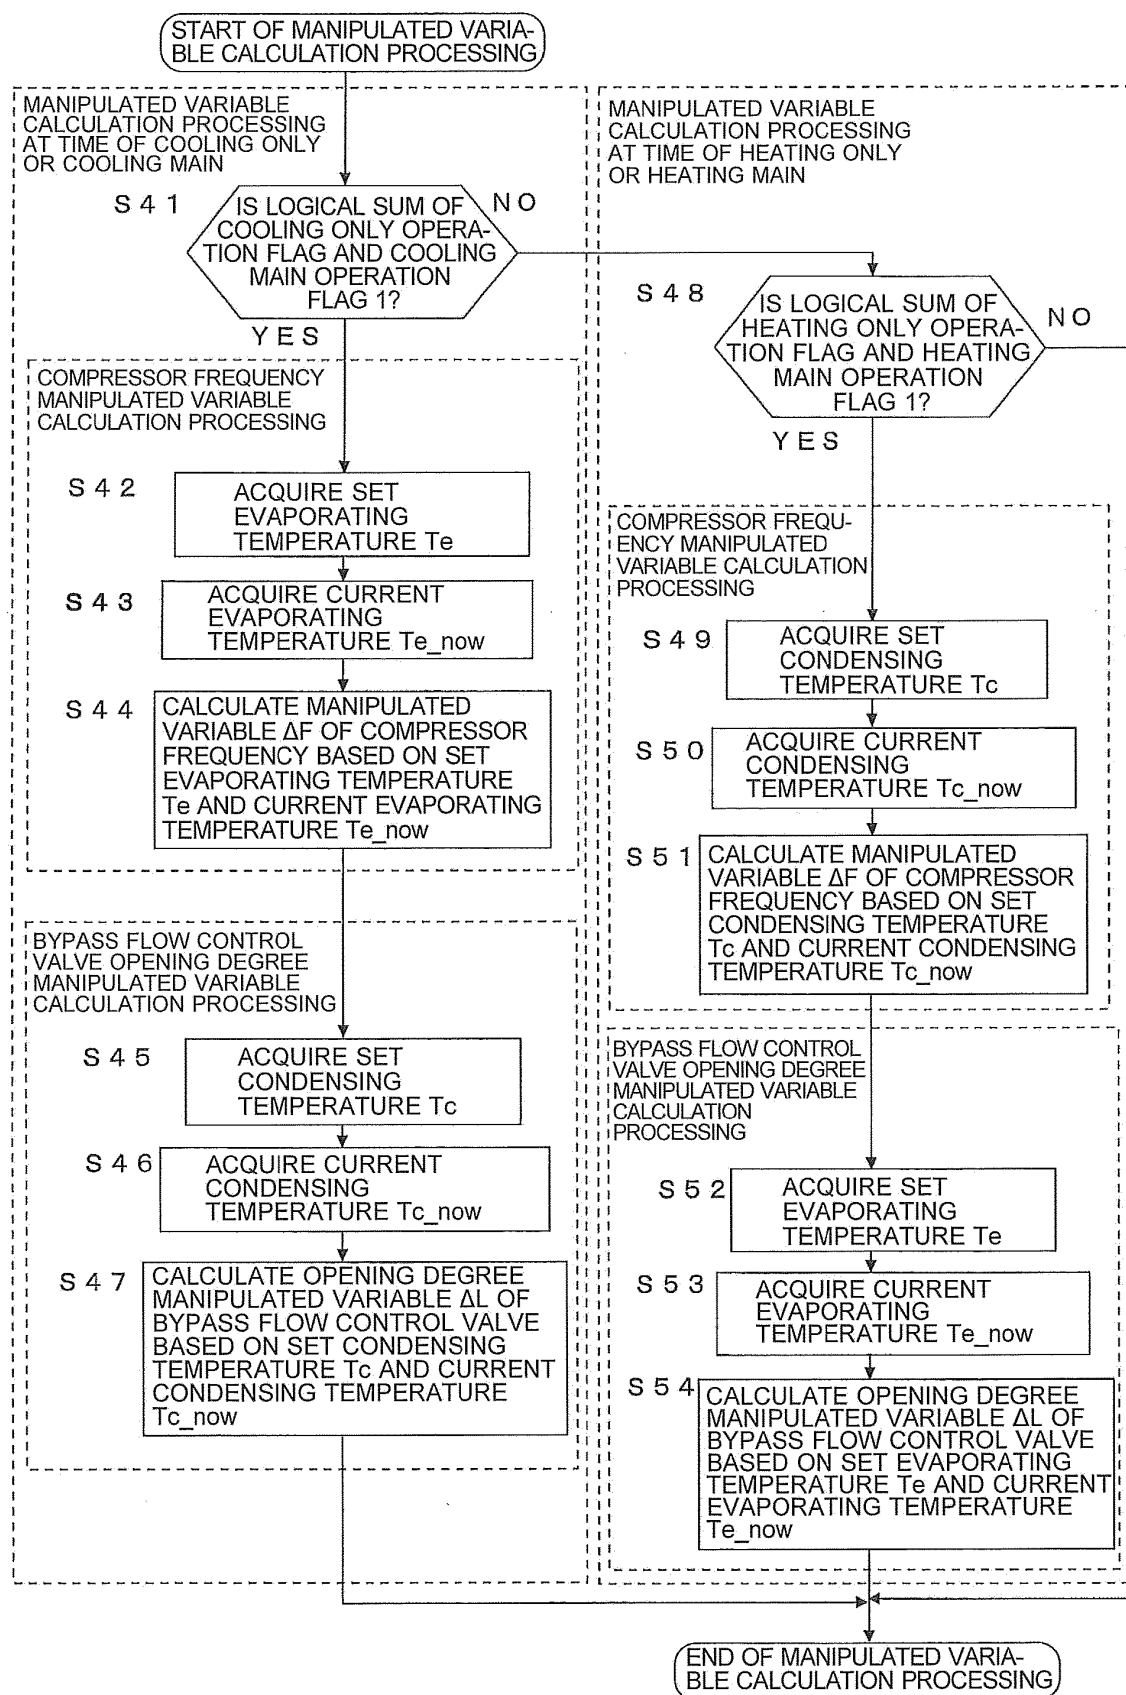 START OF MANIPULATED VARIA-
BLE CALCULATION PROCESSING
MANIPULATED VARIABLE
CALCULATION PROCESSING
AT TIME OF COOLING ONLY
OR COOLING MAIN
S41
IS LOGICAL SUM OF
COOLING ONLY OPERA-
TION FLAG AND COOLING
MAIN OPERATION
FLAG 1?
NO
YES
COMPRESSOR FREQUENCY
MANIPULATED VARIABLE
CALCULATION PROCESSING
S42
ACQUIRE SET
EVAPORATING
TEMPERATURE Te
S43
ACQUIRE CURRENT
EVAPORATING
TEMPERATURE Te_now
S44
CALCULATE MANIPULATED
VARIABLE ΔF OF COMPRESSOR
FREQUENCY BASED ON SET
EVAPORATING TEMPERATURE
Te AND CURRENT EVAPORATING
TEMPERATURE Te_now
BYPASS FLOW CONTROL
VALVE OPENING DEGREE
MANIPULATED VARIABLE
CALCULATION PROCESSING
S45
ACQUIRE SET
CONDENSING
TEMPERATURE Tc
S46
ACQUIRE CURRENT
CONDENSING
TEMPERATURE Tc_now
S47
CALCULATE OPENING DEGREE
MANIPULATED VARIABLE ΔL OF
BYPASS FLOW CONTROL VALVE
BASED ON SET CONDENSING
TEMPERATURE Tc AND CURRENT
CONDENSING TEMPERATURE
Tc_now
MANIPULATED VARIABLE
CALCULATION PROCESSING
AT TIME OF HEATING ONLY
OR HEATING MAIN
S48
IS LOGICAL SUM OF
HEATING ONLY OPERA-
TION FLAG AND HEATING
MAIN OPERATION
FLAG 1?
NO
YES
COMPRESSOR FREQU-
ENCY MANIPULATED
VARIABLE CALCULATION
PROCESSING
S49
ACQUIRE SET
CONDENSING
TEMPERATURE Tc
S50
ACQUIRE CURRENT
CONDENSING
TEMPERATURE Tc_now
S51
CALCULATE MANIPULATED
VARIABLE ΔF OF COMPRESSOR
FREQUENCY BASED ON SET
CONDENSING TEMPERATURE
Tc AND CURRENT CONDENSING
TEMPERATURE Tc_now
BYPASS FLOW CONTROL
VALVE OPENING DEGREE
MANIPULATED VARIABLE
CALCULATION
PROCESSING
S52
ACQUIRE SET
EVAPORATING
TEMPERATURE Te
S53
ACQUIRE CURRENT
EVAPORATING
TEMPERATURE Te_now
S54
CALCULATE OPENING DEGREE
MANIPULATED VARIABLE ΔL OF
BYPASS FLOW CONTROL VALVE
BASED ON SET EVAPORATING
TEMPERATURE Te AND CURRENT
EVAPORATING TEMPERATURE
Te_now
END OF MANIPULATED VARIA-
BLE CALCULATION PROCESSING